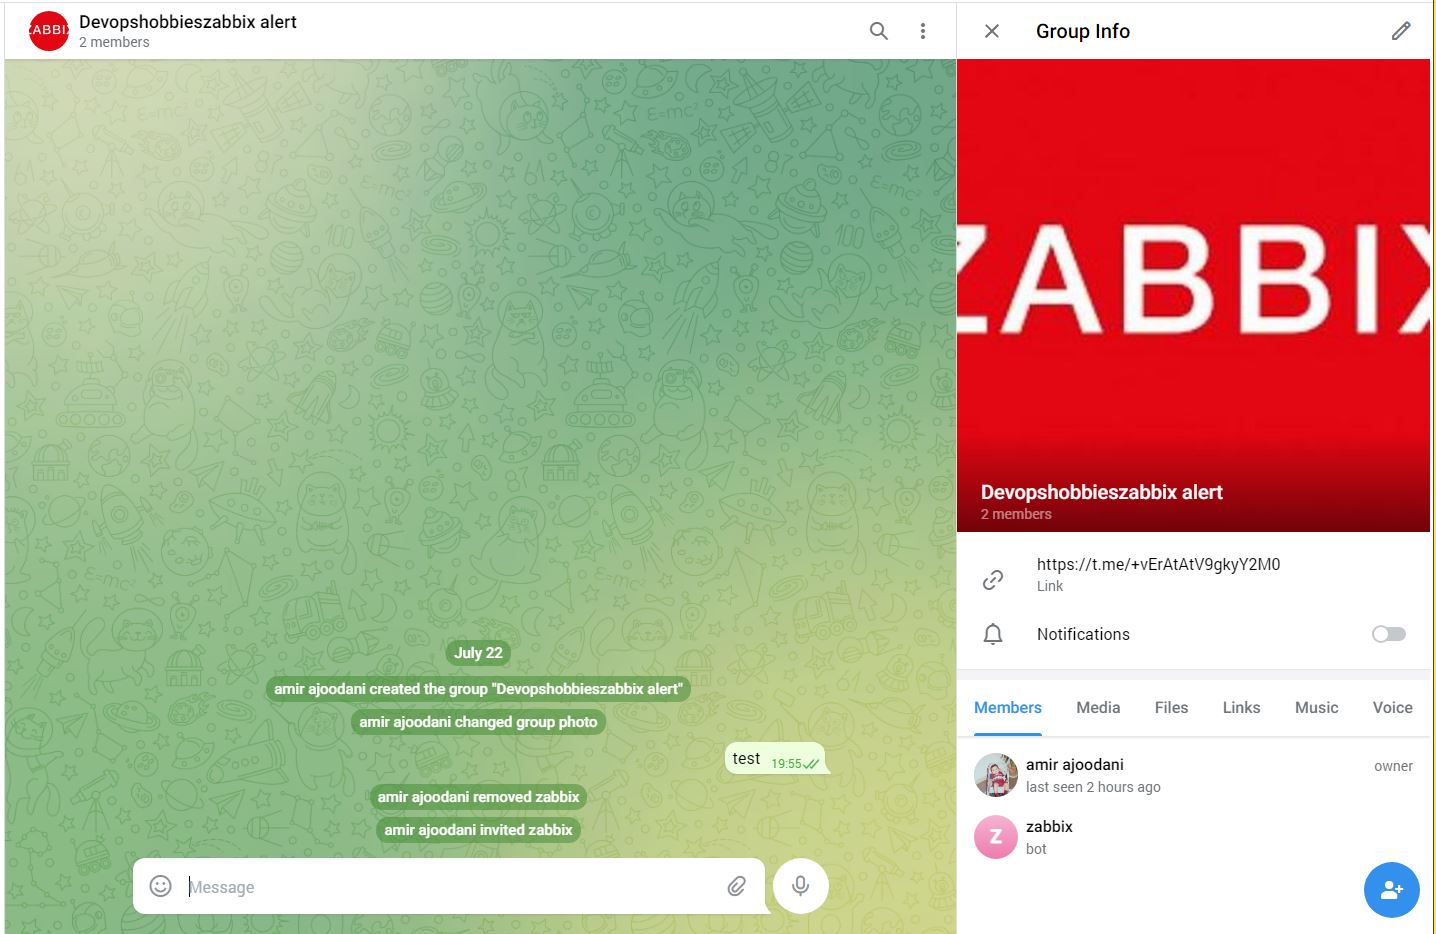 ZABBIX
Devopshobbieszabbix alert
2 members
July 22
amir ajoodani created the group "Devopshobbieszabbix alert"
amir ajoodani changed group photo
test 19:55
amir ajoodani removed zabbix
amir ajoodani invited zabbix
Message
Group Info
ZABBIX
Devopshobbieszabbix alert
2 members
https://t.me/+vErAtAtV9gkyY2M0
Link
Notifications
Members Media Files Links Music Voice
amir ajoodani owner
last seen 2 hours ago
Z
zabbix
bot